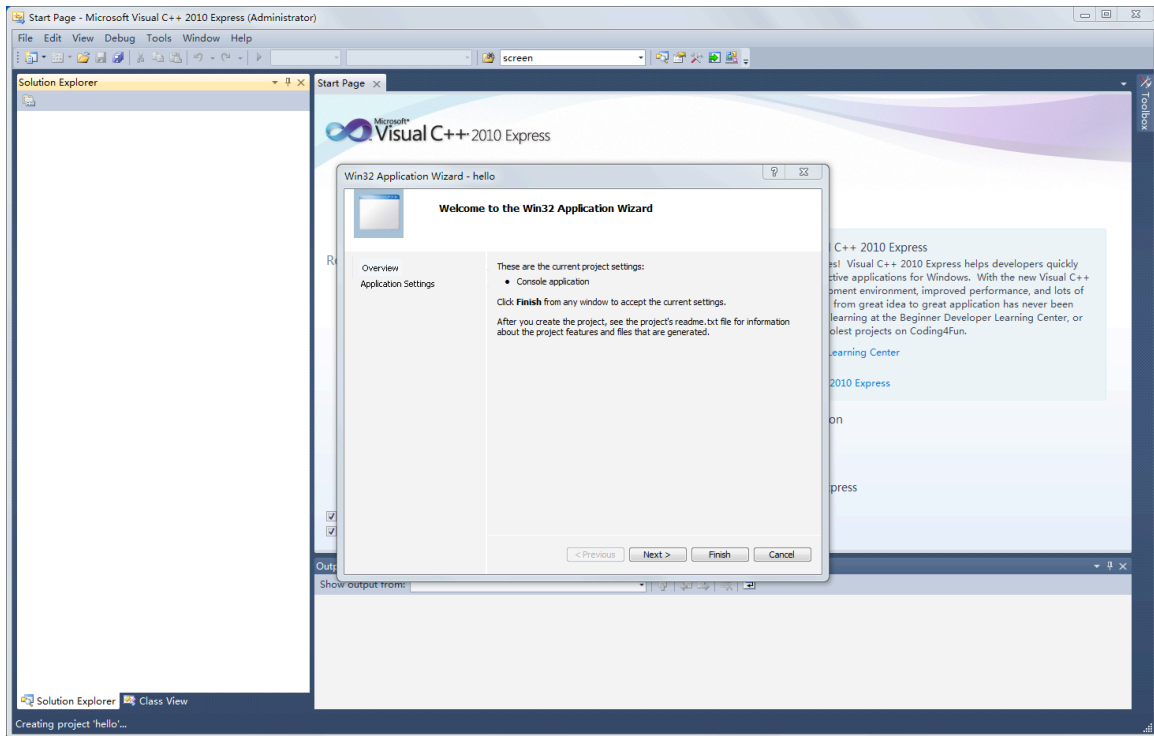 Start Page - Microsoft Visual C++ 2010 Express (Administrator)
File Edit View Debug Tools Window Help
screen
Solution Explorer
Start Page
Toolbox
Microsoft®
Visual C++ 2010 Express
Win32 Application Wizard - hello
Welcome to the Win32 Application Wizard
Overview
Application Settings
These are the current project settings:
• Console application
Click Finish from any window to accept the current settings.
After you create the project, see the project's readme.txt file for information
about the project features and files that are generated.
< Previous
Next >
Finish
Cancel
C++ 2010 Express
es! Visual C++ 2010 Express helps developers quickly
ctive applications for Windows. With the new Visual C++
pment environment, improved performance, and lots of
from great idea to great application has never been
learning at the Beginner Developer Learning Center, or
olest projects on Coding4Fun.
Learning Center
2010 Express
on
press
Outp
Show output from:
Solution Explorer
Class View
Creating project 'hello'...